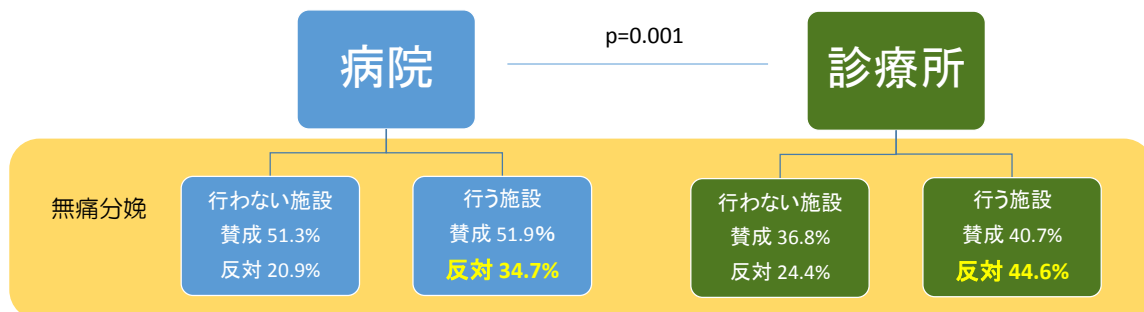 病院
p=0.001
診療所
無痛分娩
行わない施設
賛成 51.3%
反対 20.9%
行う施設
賛成 51.9%
反対 34.7%
行わない施設
賛成 36.8%
反対 24.4%
行う施設
賛成 40.7%
反対 44.6%